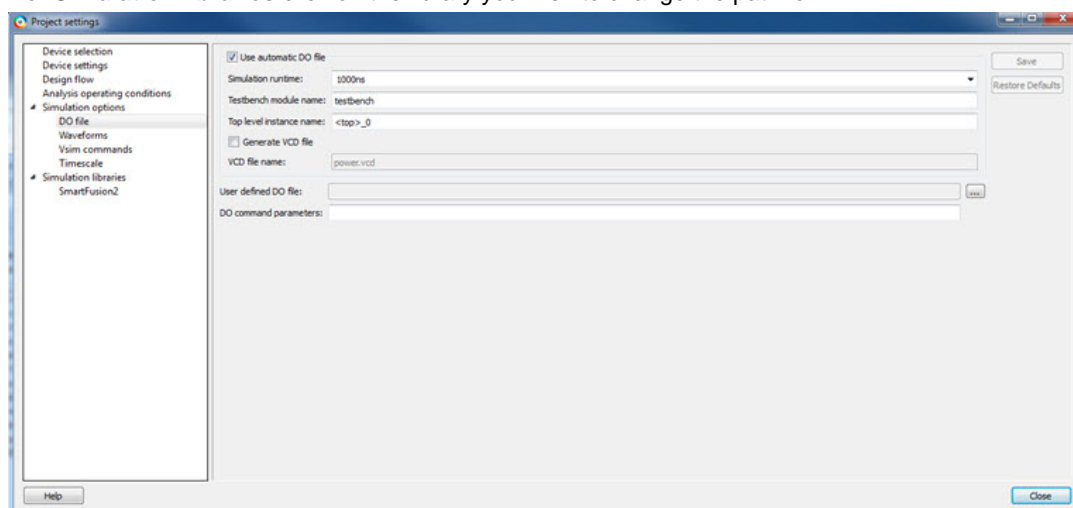 Project settings
Device selection
Device settings
Design flow
Analysis operating conditions
Simulation options
DO file
Waveforms
Vsim commands
Timescale
Simulation libraries
SmartFusion2
Use automatic DO file
Simulation runtime: 1000ns
Testbench module name: testbench
Top level instance name: <top>_0
Generate VCD file
VCD file name: power.vcd
User defined DO file: ...
DO command parameters:
Save
Restore Defaults
Help
Close